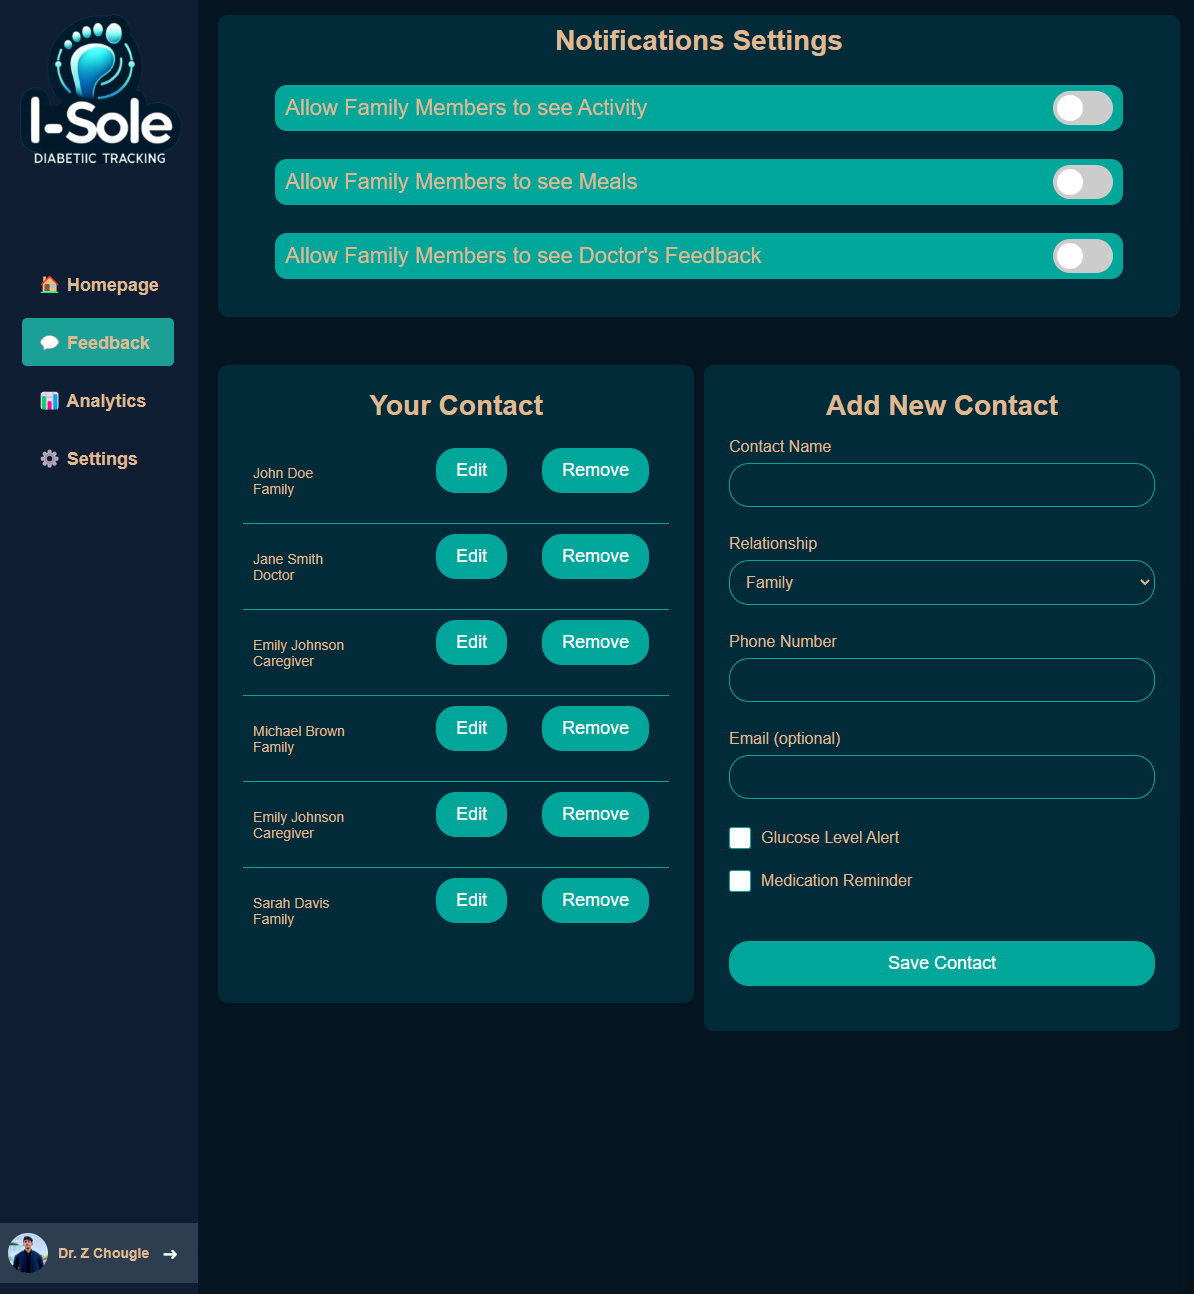 I-Sole
DIABETIIC TRACKING
Homepage
Feedback
Analytics
Settings
Dr. Z Chougle
Notifications Settings
Allow Family Members to see Activity
Allow Family Members to see Meals
Allow Family Members to see Doctor's Feedback
Your Contact
John Doe
Family
Edit Remove
Jane Smith
Doctor
Edit Remove
Emily Johnson
Caregiver
Edit Remove
Michael Brown
Family
Edit Remove
Emily Johnson
Caregiver
Edit Remove
Sarah Davis
Family
Edit Remove
Add New Contact
Contact Name
Relationship
Family
Phone Number
Email (optional)
Glucose Level Alert
Medication Reminder
Save Contact